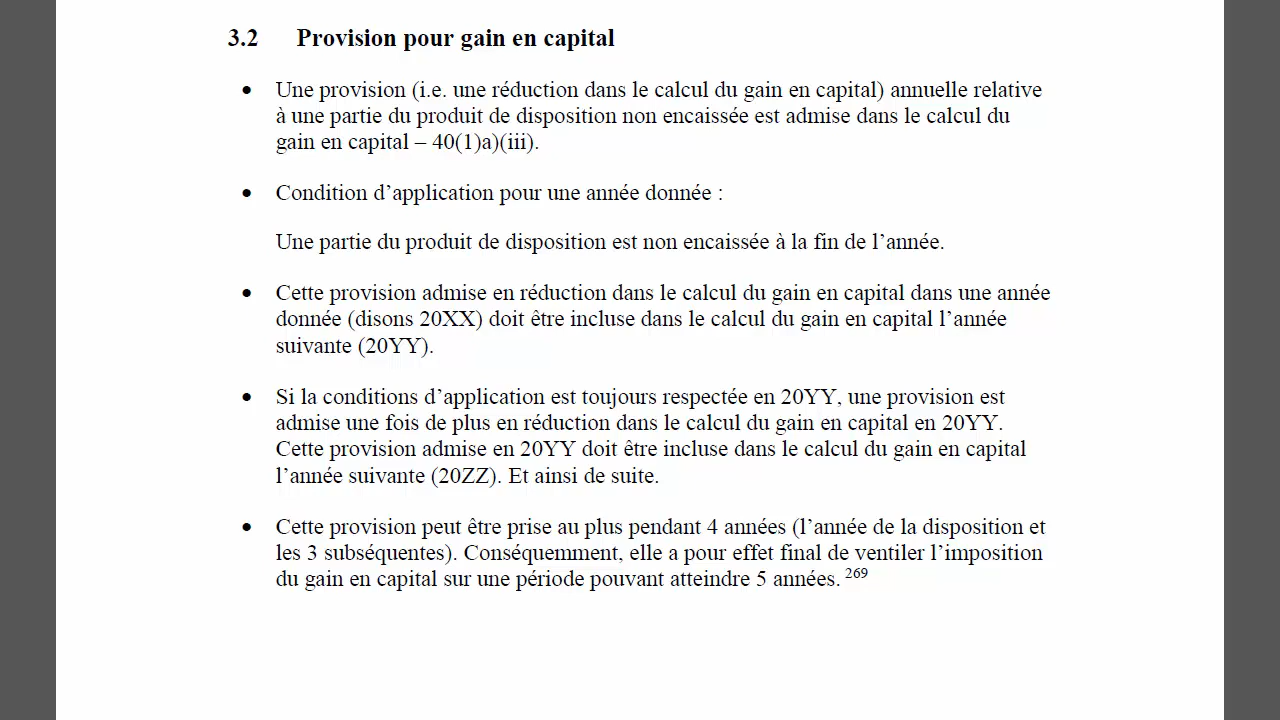 3.2 Provision pour gain en capital
• Une provision (i.e. une réduction dans le calcul du gain en capital) annuelle relative
à une partie du produit de disposition non encaissée est admise dans le calcul du
gain en capital – 40(1)a)(iii).
• Condition d’application pour une année donnée :
Une partie du produit de disposition est non encaissée à la fin de l’année.
• Cette provision admise en réduction dans le calcul du gain en capital dans une année
donnée (disons 20XX) doit être incluse dans le calcul du gain en capital l’année
suivante (20YY).
• Si la conditions d’application est toujours respectée en 20YY, une provision est
admise une fois de plus en réduction dans le calcul du gain en capital en 20YY.
Cette provision admise en 20YY doit être incluse dans le calcul du gain en capital
l’année suivante (20ZZ). Et ainsi de suite.
• Cette provision peut être prise au plus pendant 4 années (l’année de la disposition et
les 3 subséquentes). Conséquemment, elle a pour effet final de ventiler l’imposition
du gain en capital sur une période pouvant atteindre 5 années. 269